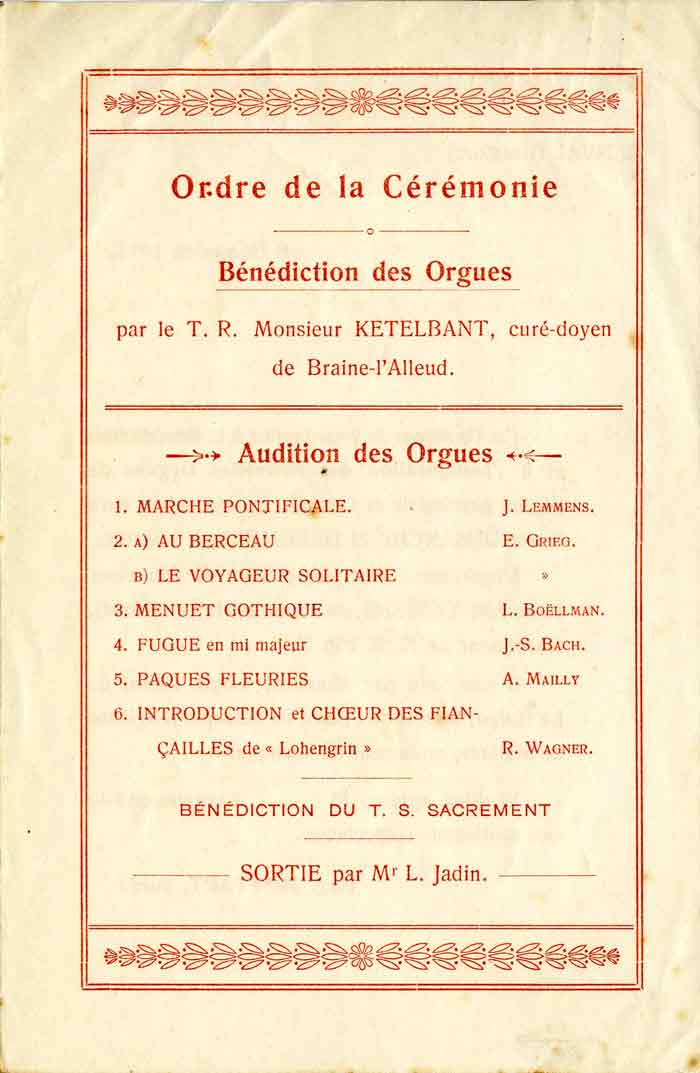 Ordre de la Cérémonie
Bénédiction des Orgues
par le T. R. Monsieur KETELBANT, curé-doyen
de Braine-l'Alleud.
Audition des Orgues
1. MARCHE PONTIFICALE. J. LEMMENS.
2. A) AU BERCEAU E. GRIEG.
B) LE VOYAGEUR SOLITAIRE »
3. MENUET GOTHIQUE L. BOËLLMAN.
4. FUGUE en mi majeur J.-S. BACH.
5. PAQUES FLEURIES A. MAILLY
6. INTRODUCTION et CHŒUR DES FIAN-
ÇAILLES de « Lohengrin » R. WAGNER.
BÉNÉDICTION DU T. S. SACREMENT
SORTIE par Mr L. Jadin.